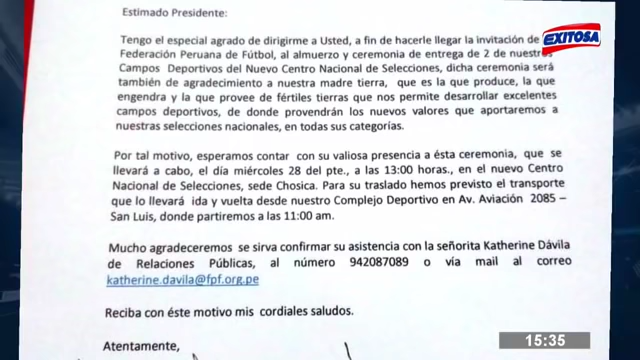 Estimado Presidente:
EXITOSA
Tengo el especial agrado de dirigirme a Usted, a fin de hacerle llegar la invitación de
Federación Peruana de Fútbol, al almuerzo y ceremonia de entrega de 2 de nuestros
Campos Deportivos del Nuevo Centro Nacional de Selecciones, dicha ceremonia será
también de agradecimiento a nuestra madre tierra, que es la que produce, la que
engendra y la que provee de fértiles tierras que nos permite desarrollar excelentes
campos deportivos, de donde provendrán los nuevos valores que aportaremos a
nuestras selecciones nacionales, en todas sus categorías.
Por tal motivo, esperamos contar con su valiosa presencia a ésta ceremonia, que se
llevará a cabo, el día miércoles 28 del pte., a las 13:00 horas., en el nuevo Centro
Nacional de Selecciones, sede Chosica. Para su traslado hemos previsto el transporte
que lo llevará ida y vuelta desde nuestro Complejo Deportivo en Av. Aviación 2085 –
San Luis, donde partiremos a las 11:00 am.
Mucho agradeceremos se sirva confirmar su asistencia con la señorita Katherine Dávila
de Relaciones Públicas, al número 942087089 o vía mail al correo
katherine.davila@fpf.org.pe
Reciba con éste motivo mis cordiales saludos.
Atentamente,
15:35